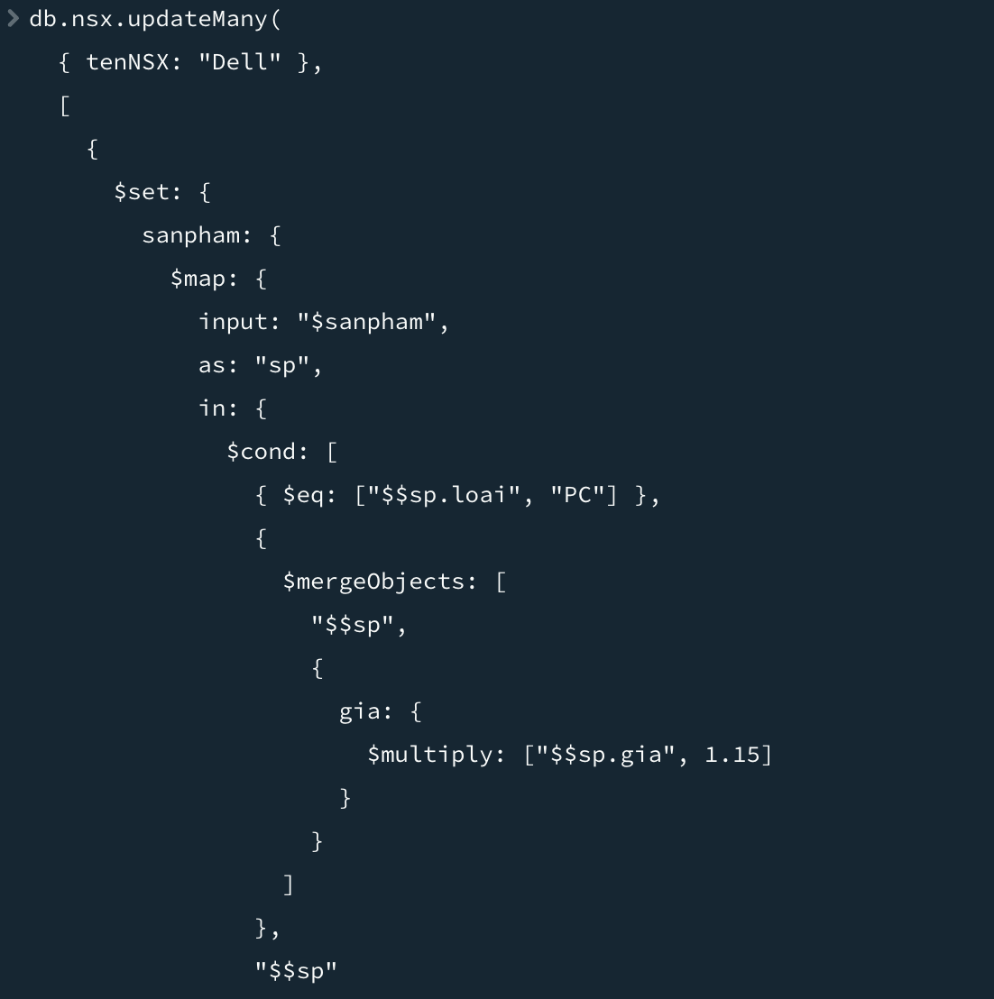 > db.nsx.updateMany(
{ tenNSX: "Dell" },
[
{
$set: {
sanpham: {
$map: {
input: "$sanpham",
as: "sp",
in: {
$cond: [
{ $eq: ["$$sp.loai", "PC"] },
{
$mergeObjects: [
"$$sp",
{
gia: {
$multiply: ["$$sp.gia", 1.15]
}
}
]
},
"$$sp"